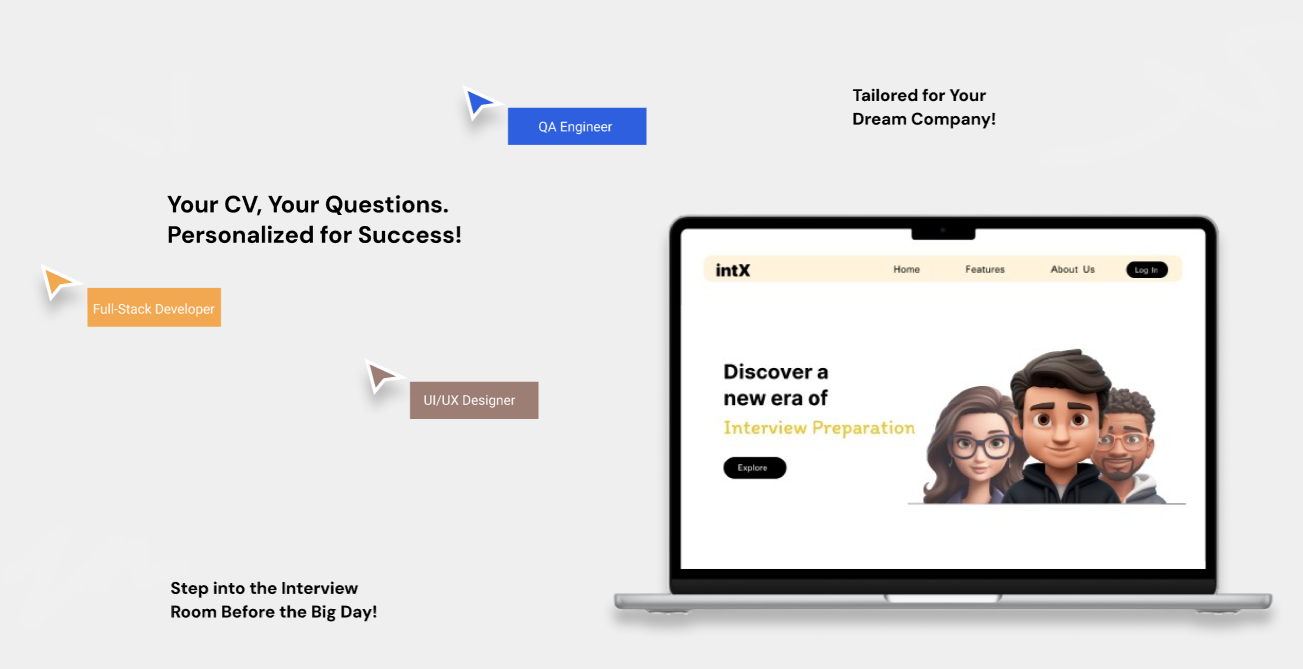 QA Engineer
Tailored for Your
Dream Company!
Your CV, Your Questions.
Personalized for Success!
Full-Stack Developer
UI/UX Designer
intX
Home
Features
About Us
Log In
Discover a
new era of
Interview Preparation
Explore
Step into the Interview
Room Before the Big Day!